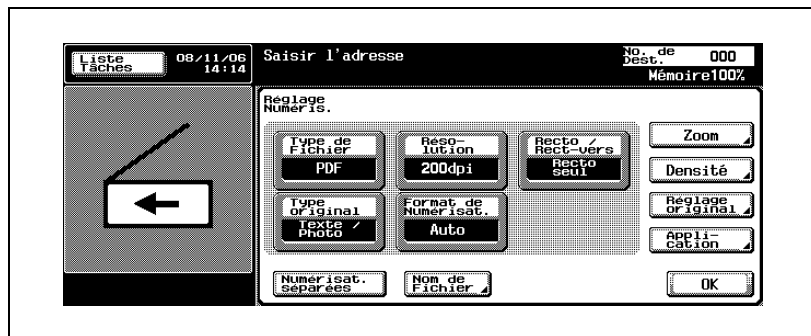 Liste
Tâches
08/11/06
14:14
Saisir l'adresse
No. de
Dest.
000
Mémoire100%
Réglage
Numéris.
Type de
Fichier
PDF
Réso-
lution
200dpi
Recto /
Rect-vers
Recto
seul
Type
original
Texte /
Photo
Format de
Numérisat.
Auto
Zoom
Densité
Réglage
original
Appli-
cation
Numérisat.
séparées
Nom de
Fichier
OK